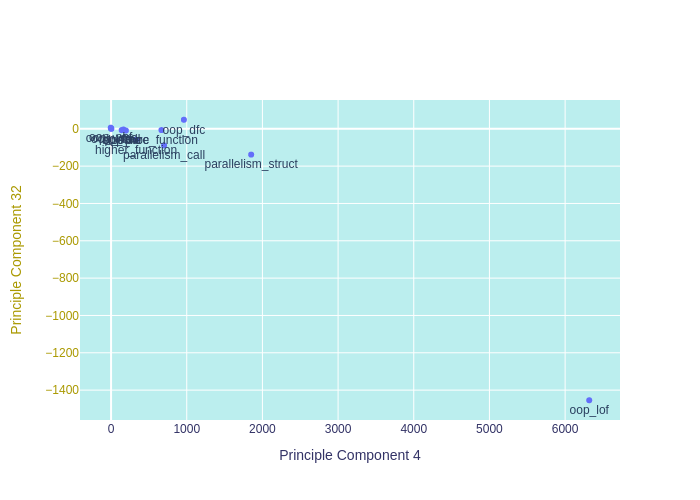 0
−200
−400
−600
−800
−1000
−1200
−1400
Principle Component 32
oop_dfc
higher_function
parallelism_call
parallelism_struct
oop_lof
0
1000
2000
3000
4000
5000
6000
Principle Component 4